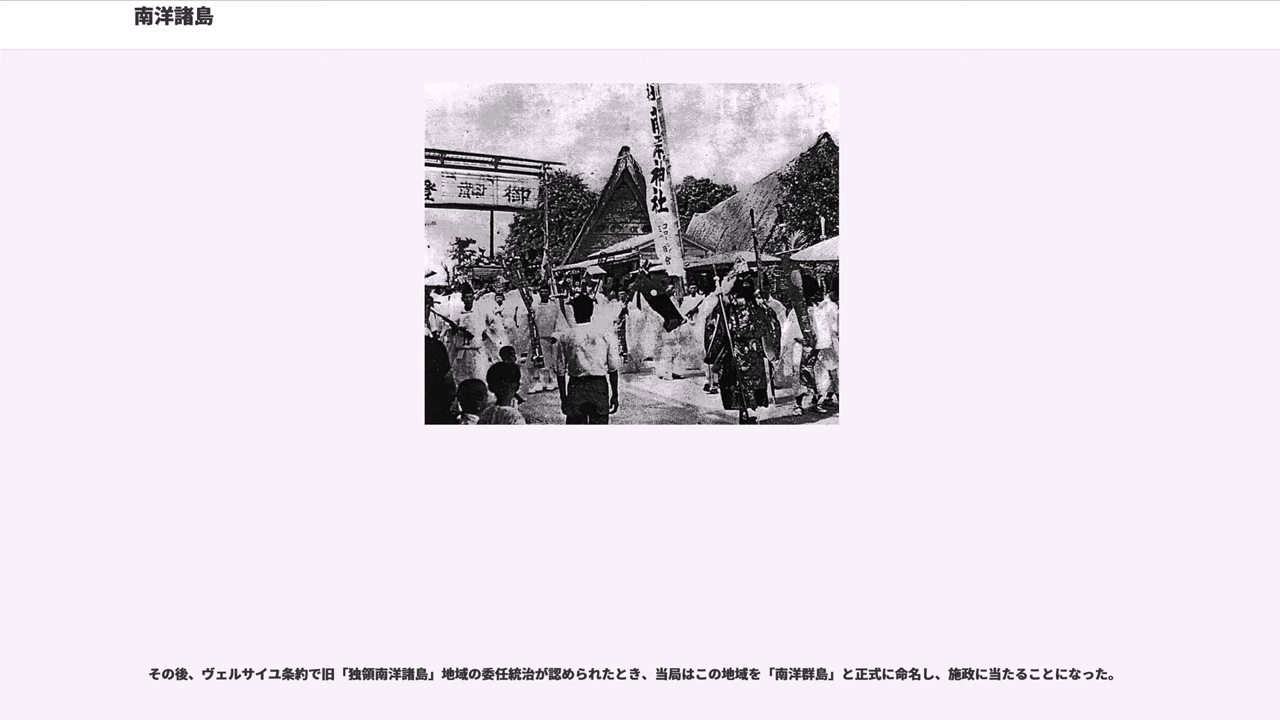 南洋諸島
南洋神社
御
その後、ヴェルサイユ条約で旧「独領南洋諸島」地域の委任統治が認められたとき、当局はこの地域を「南洋群島」と正式に命名し、施政に当たることになった。